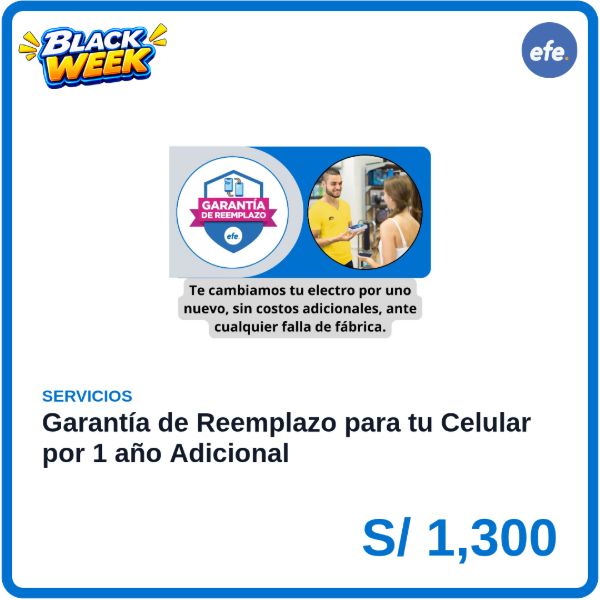 BLACK
WEEK
efe.
GARANTÍA
DE REEMPLAZO
efe
Te cambiamos tu electro por uno
nuevo, sin costos adicionales, ante
cualquier falla de fábrica.
SERVICIOS
Garantía de Reemplazo para tu Celular
por 1 año Adicional
S/ 1,300